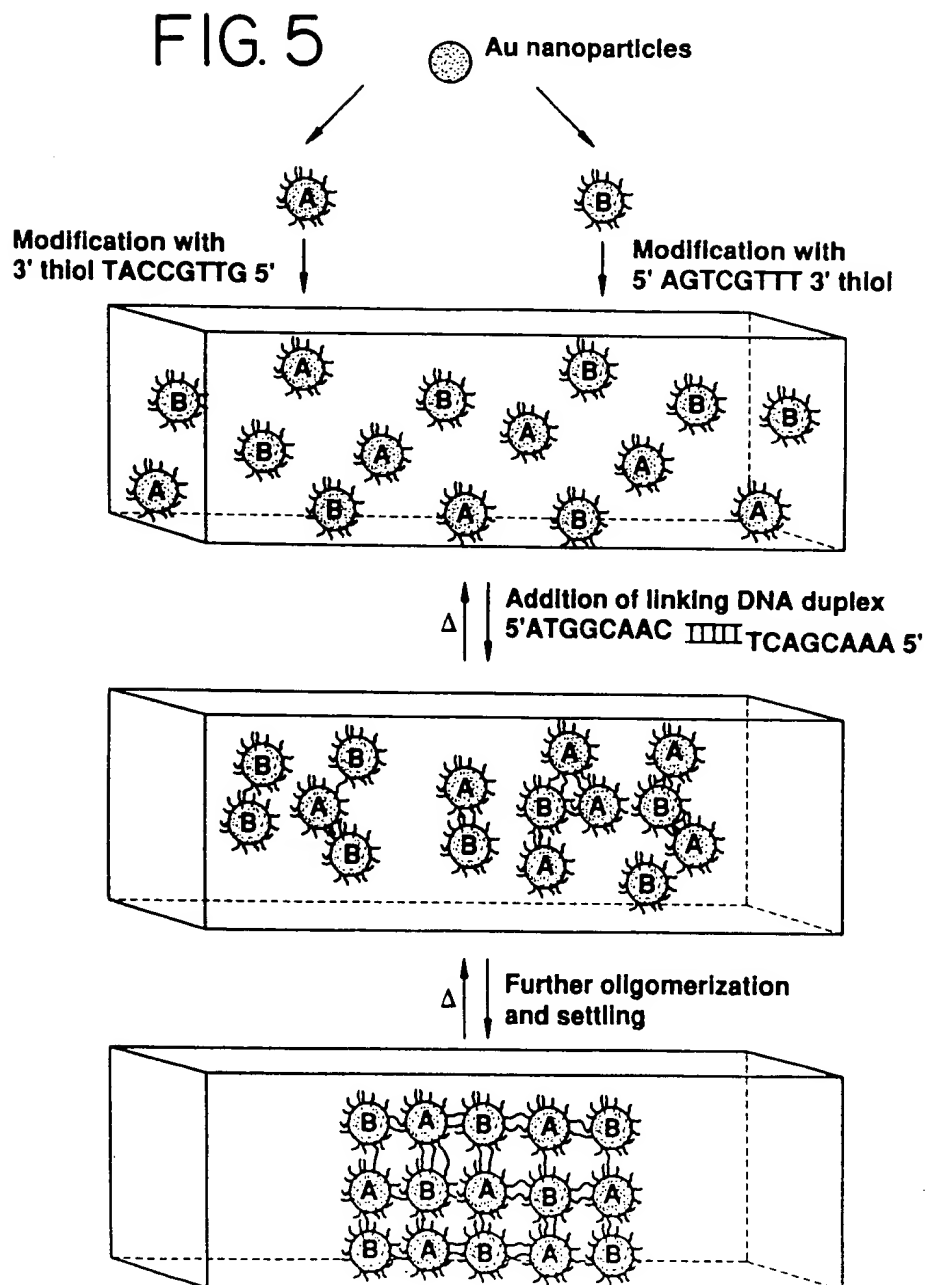 FIG. 5
Au nanoparticles
A
B
Modification with
3' thiol TACCGTTG 5'
Modification with
5' AGTCGTTT 3' thiol
A B
B B B B
B A A A
A B A B A
Δ
Addition of linking DNA duplex
5'ATGGCAAC TCAGCAAA 5'
B B A A
B A A B A B
B B A A
B
Δ
Further oligomerization
and settling
B A B A B
A B A B A
B A B A B